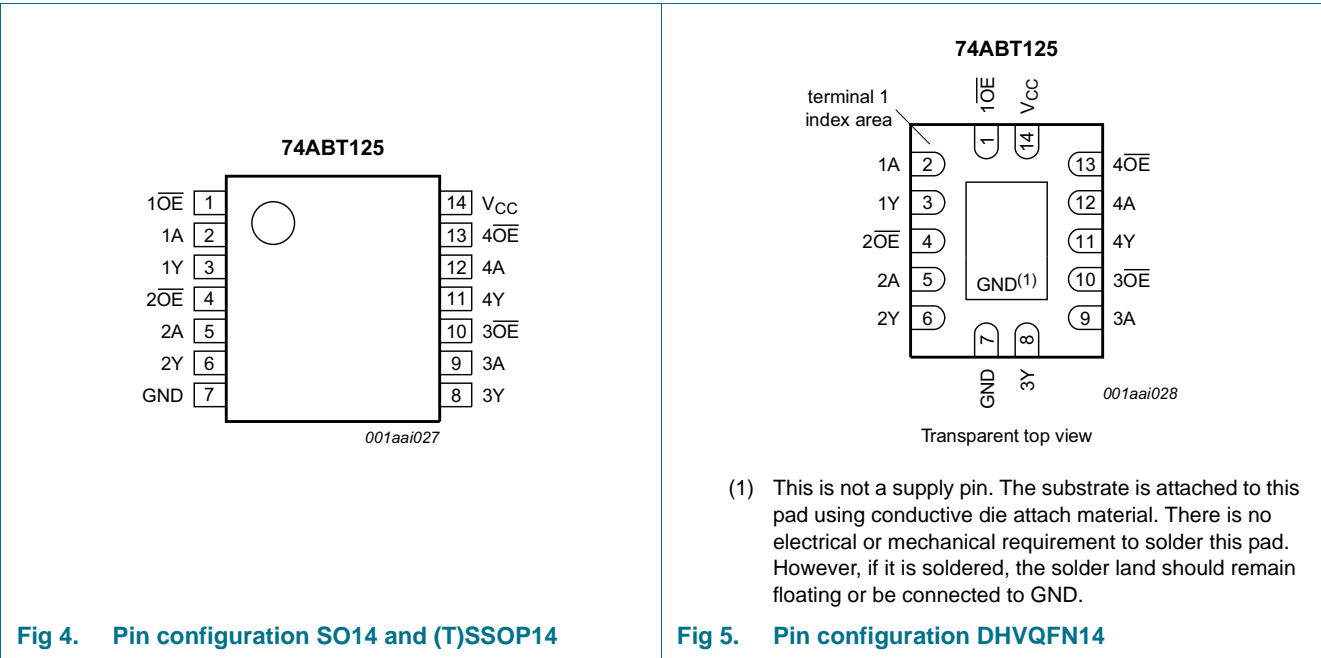 74ABT125
1OE 1
1A 2
1Y 3
2OE 4
2A 5
2Y 6
GND 7
14 VCC
13 4OE
12 4A
11 4Y
10 3OE
9 3A
8 3Y
001aai027
Fig 4. Pin configuration SO14 and (T)SSOP14
74ABT125
terminal 1
index area
1OE
VCC
1
14
1A 2
1Y 3
2OE 4
2A 5
2Y 6
13 4OE
12 4A
11 4Y
10 3OE
9 3A
GND(1)
7
8
GND
3Y
001aai028
Transparent top view
(1) This is not a supply pin. The substrate is attached to this
pad using conductive die attach material. There is no
electrical or mechanical requirement to solder this pad.
However, if it is soldered, the solder land should remain
floating or be connected to GND.
Fig 5. Pin configuration DHVQFN14